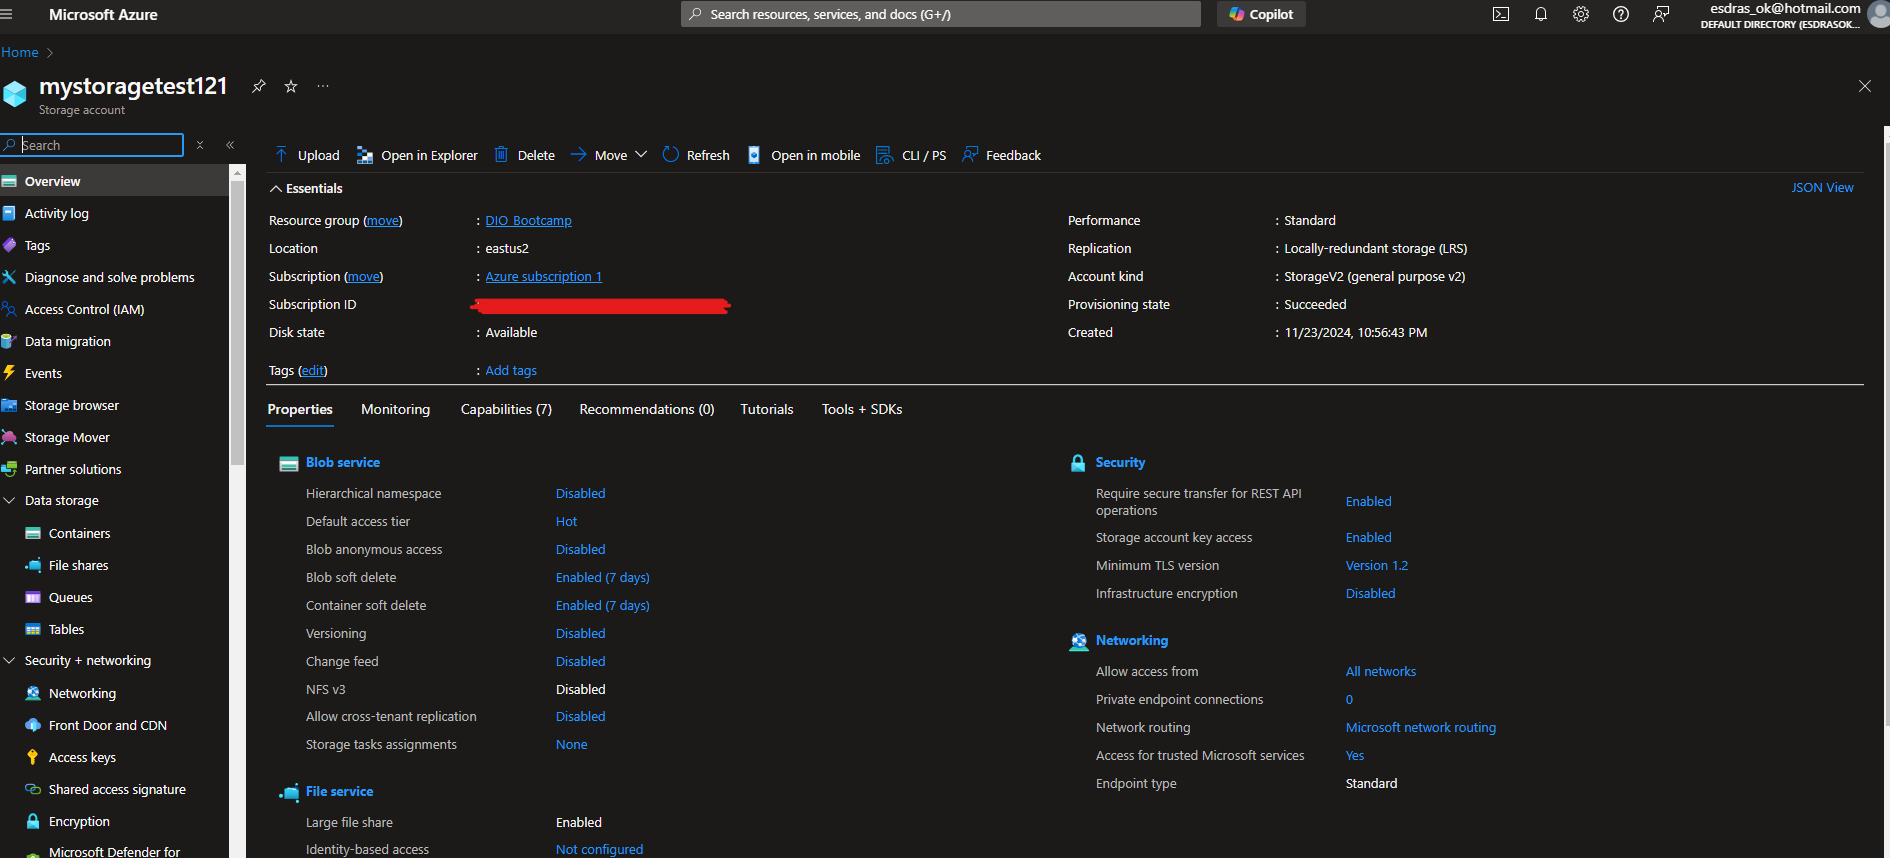 Microsoft Azure
Search resources, services, and docs (G+/)
Copilot
esdras_ok@hotmail.com
DEFAULT DIRECTORY (ESDRASOK...
Home
mystoragetest121
Storage account
Search
Overview
Activity log
Tags
Diagnose and solve problems
Access Control (IAM)
Data migration
Events
Storage browser
Storage Mover
Partner solutions
Data storage
Containers
File shares
Queues
Tables
Security + networking
Networking
Front Door and CDN
Access keys
Shared access signature
Encryption
Microsoft Defender for
Upload Open in Explorer Delete Move Refresh Open in mobile CLI / PS Feedback
Essentials
JSON View
Resource group (move) : DIO_Bootcamp
Location : eastus2
Subscription (move) : Azure subscription 1
Subscription ID
Disk state : Available
Tags (edit) : Add tags
Performance : Standard
Replication : Locally-redundant storage (LRS)
Account kind : StorageV2 (general purpose v2)
Provisioning state : Succeeded
Created : 11/23/2024, 10:56:43 PM
Properties Monitoring Capabilities (7) Recommendations (0) Tutorials Tools + SDKs
Blob service
Hierarchical namespace Disabled
Default access tier Hot
Blob anonymous access Disabled
Blob soft delete Enabled (7 days)
Container soft delete Enabled (7 days)
Versioning Disabled
Change feed Disabled
NFS v3 Disabled
Allow cross-tenant replication Disabled
Storage tasks assignments None
File service
Large file share Enabled
Identity-based access Not configured
Security
Require secure transfer for REST API
operations Enabled
Storage account key access Enabled
Minimum TLS version Version 1.2
Infrastructure encryption Disabled
Networking
Allow access from All networks
Private endpoint connections 0
Network routing Microsoft network routing
Access for trusted Microsoft services Yes
Endpoint type Standard